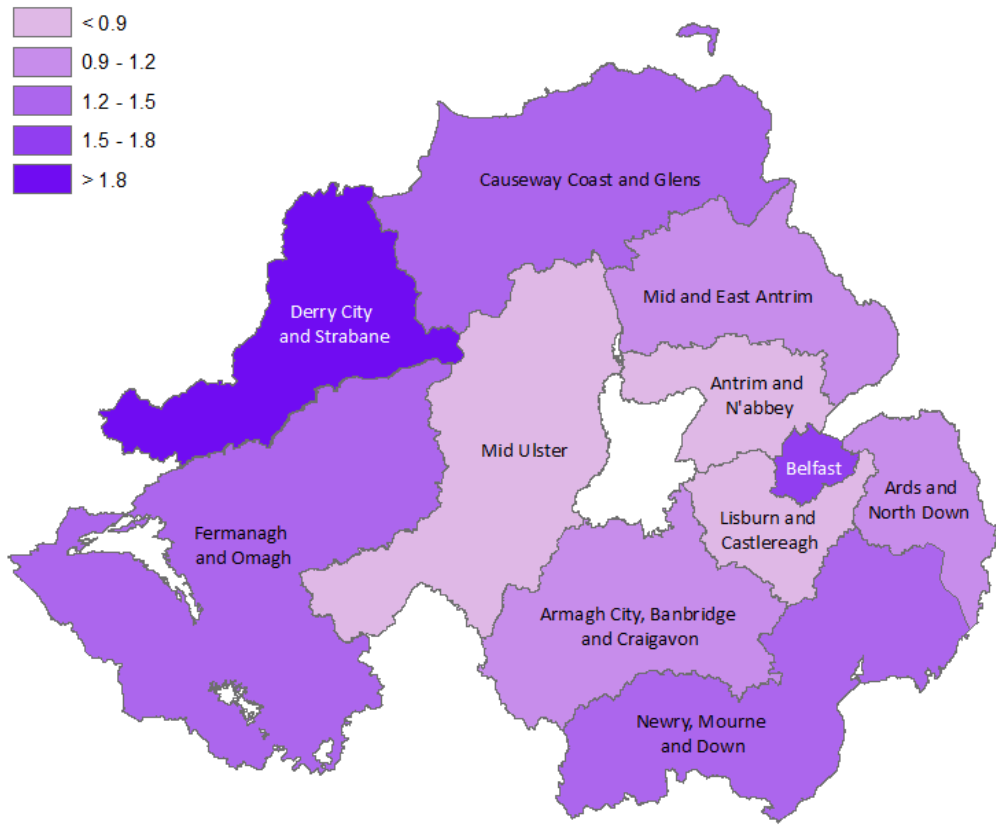 < 0.9
0.9 - 1.2
1.2 - 1.5
1.5 - 1.8
> 1.8
Causeway Coast and Glens
Mid and East Antrim
Derry City
and Strabane
Antrim and
N'abbey
Mid Ulster
Belfast
Ards and
North Down
Lisburn and
Castlereagh
Fermanagh
and Omagh
Armagh City, Banbridge
and Craigavon
Newry, Mourne
and Down